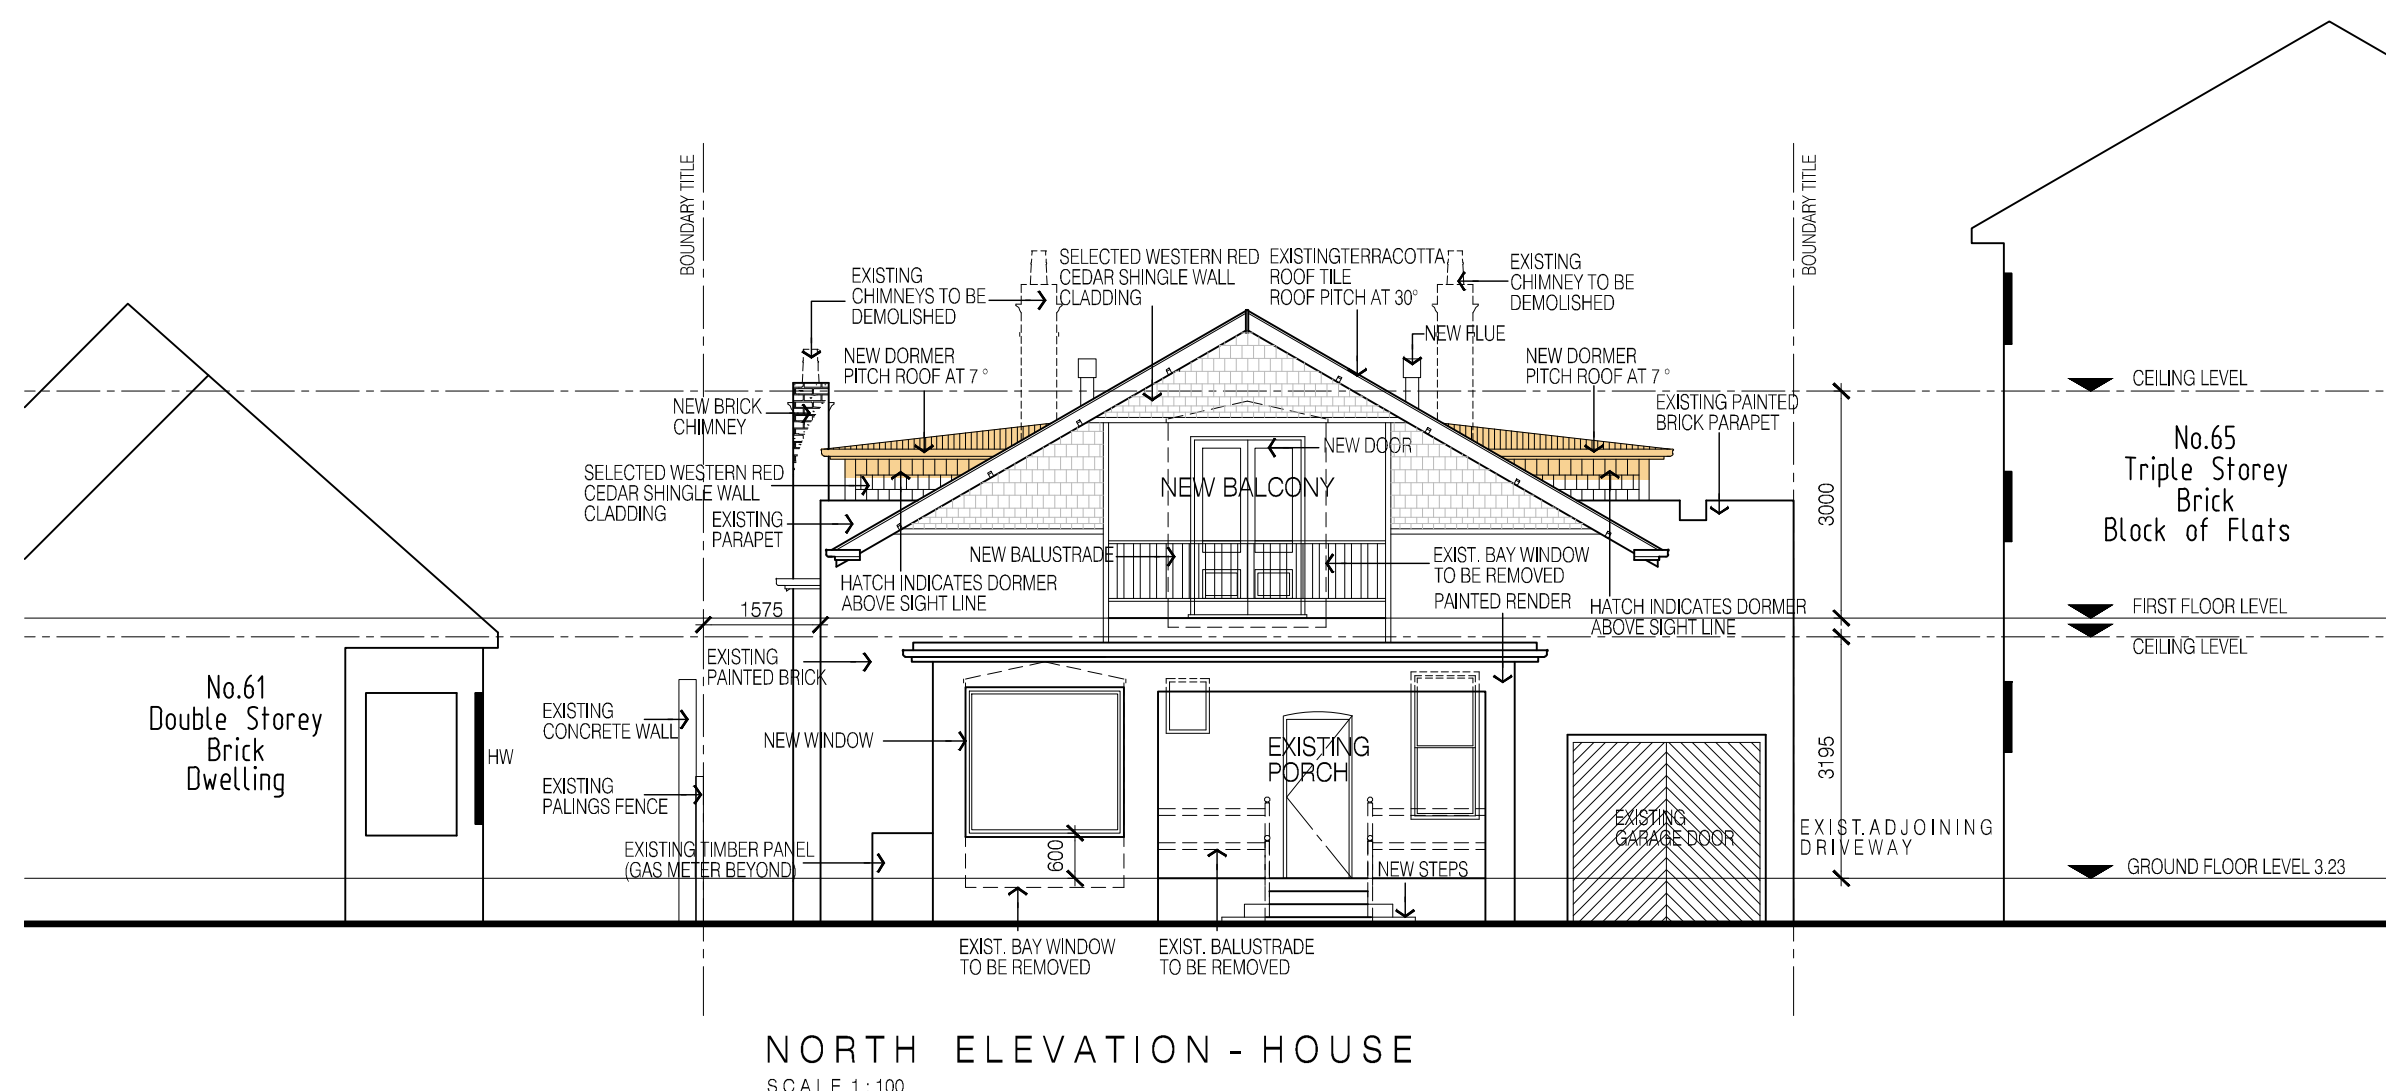 BOUNDARY TITLE
BOUNDARY TITLE
EXISTING
CHIMNEYS TO BE
DEMOLISHED
SELECTED WESTERN RED
CEDAR SHINGLE WALL
CLADDING
EXISTINGTERRACOTTA
ROOF TILE
ROOF PITCH AT 30°
EXISTING
CHIMNEY TO BE
DEMOLISHED
NEW FLUE
NEW DORMER
PITCH ROOF AT 7 °
NEW DORMER
PITCH ROOF AT 7 °
NEW BRICK
CHIMNEY
EXISTING PAINTED
BRICK PARAPET
CEILING LEVEL
NEW DOOR
SELECTED WESTERN RED
CEDAR SHINGLE WALL
CLADDING
NEW BALCONY
3000
No.65
Triple Storey
Brick
Block of Flats
EXISTING
PARAPET
NEW BALUSTRADE
EXIST. BAY WINDOW
TO BE REMOVED
PAINTED RENDER
HATCH INDICATES DORMER
ABOVE SIGHT LINE
HATCH INDICATES DORMER
ABOVE SIGHT LINE
1575
FIRST FLOOR LEVEL
CEILING LEVEL
EXISTING
PAINTED BRICK
No.61
Double Storey
Brick
Dwelling
HW
EXISTING
CONCRETE WALL
NEW WINDOW
EXISTING
PORCH
3195
EXISTING
PALINGS FENCE
EXISTING
GARAGE DOOR
EXIST.ADJOINING
DRIVEWAY
EXISTING TIMBER PANEL
(GAS METER BEYOND)
600
NEW STEPS
GROUND FLOOR LEVEL 3.23
EXIST. BAY WINDOW
TO BE REMOVED
EXIST. BALUSTRADE
TO BE REMOVED
NORTH ELEVATION - HOUSE
SCALE 1 : 100